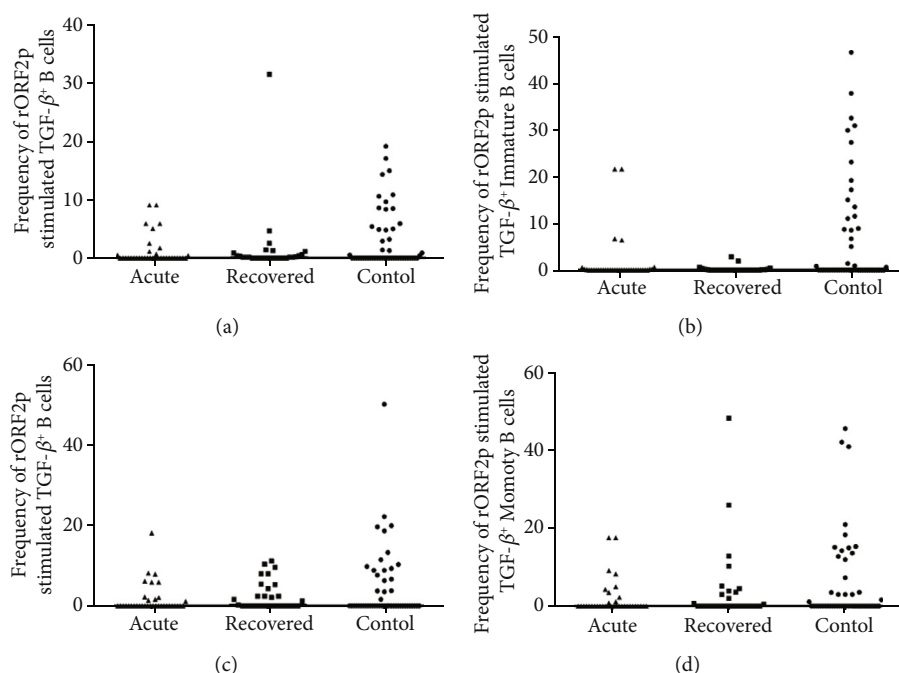 Frequency of rORF2p
stimulated TGF-β+ B cells
40
30
20
10
0
Acute
Recovered
Contol
(a)
Frequency of rORF2p stimulated
TGF-β+ Immature B cells
50
40
30
20
10
0
Acute
Recovered
Contol
(b)
Frequency of rORF2p
stimulated TGF-β+ B cells
60
40
20
0
Acute
Recovered
Contol
(c)
Frequency of rORF2p stimulated
TGF-β+ Momoty B cells
60
40
20
0
Acute
Recovered
Contol
(d)